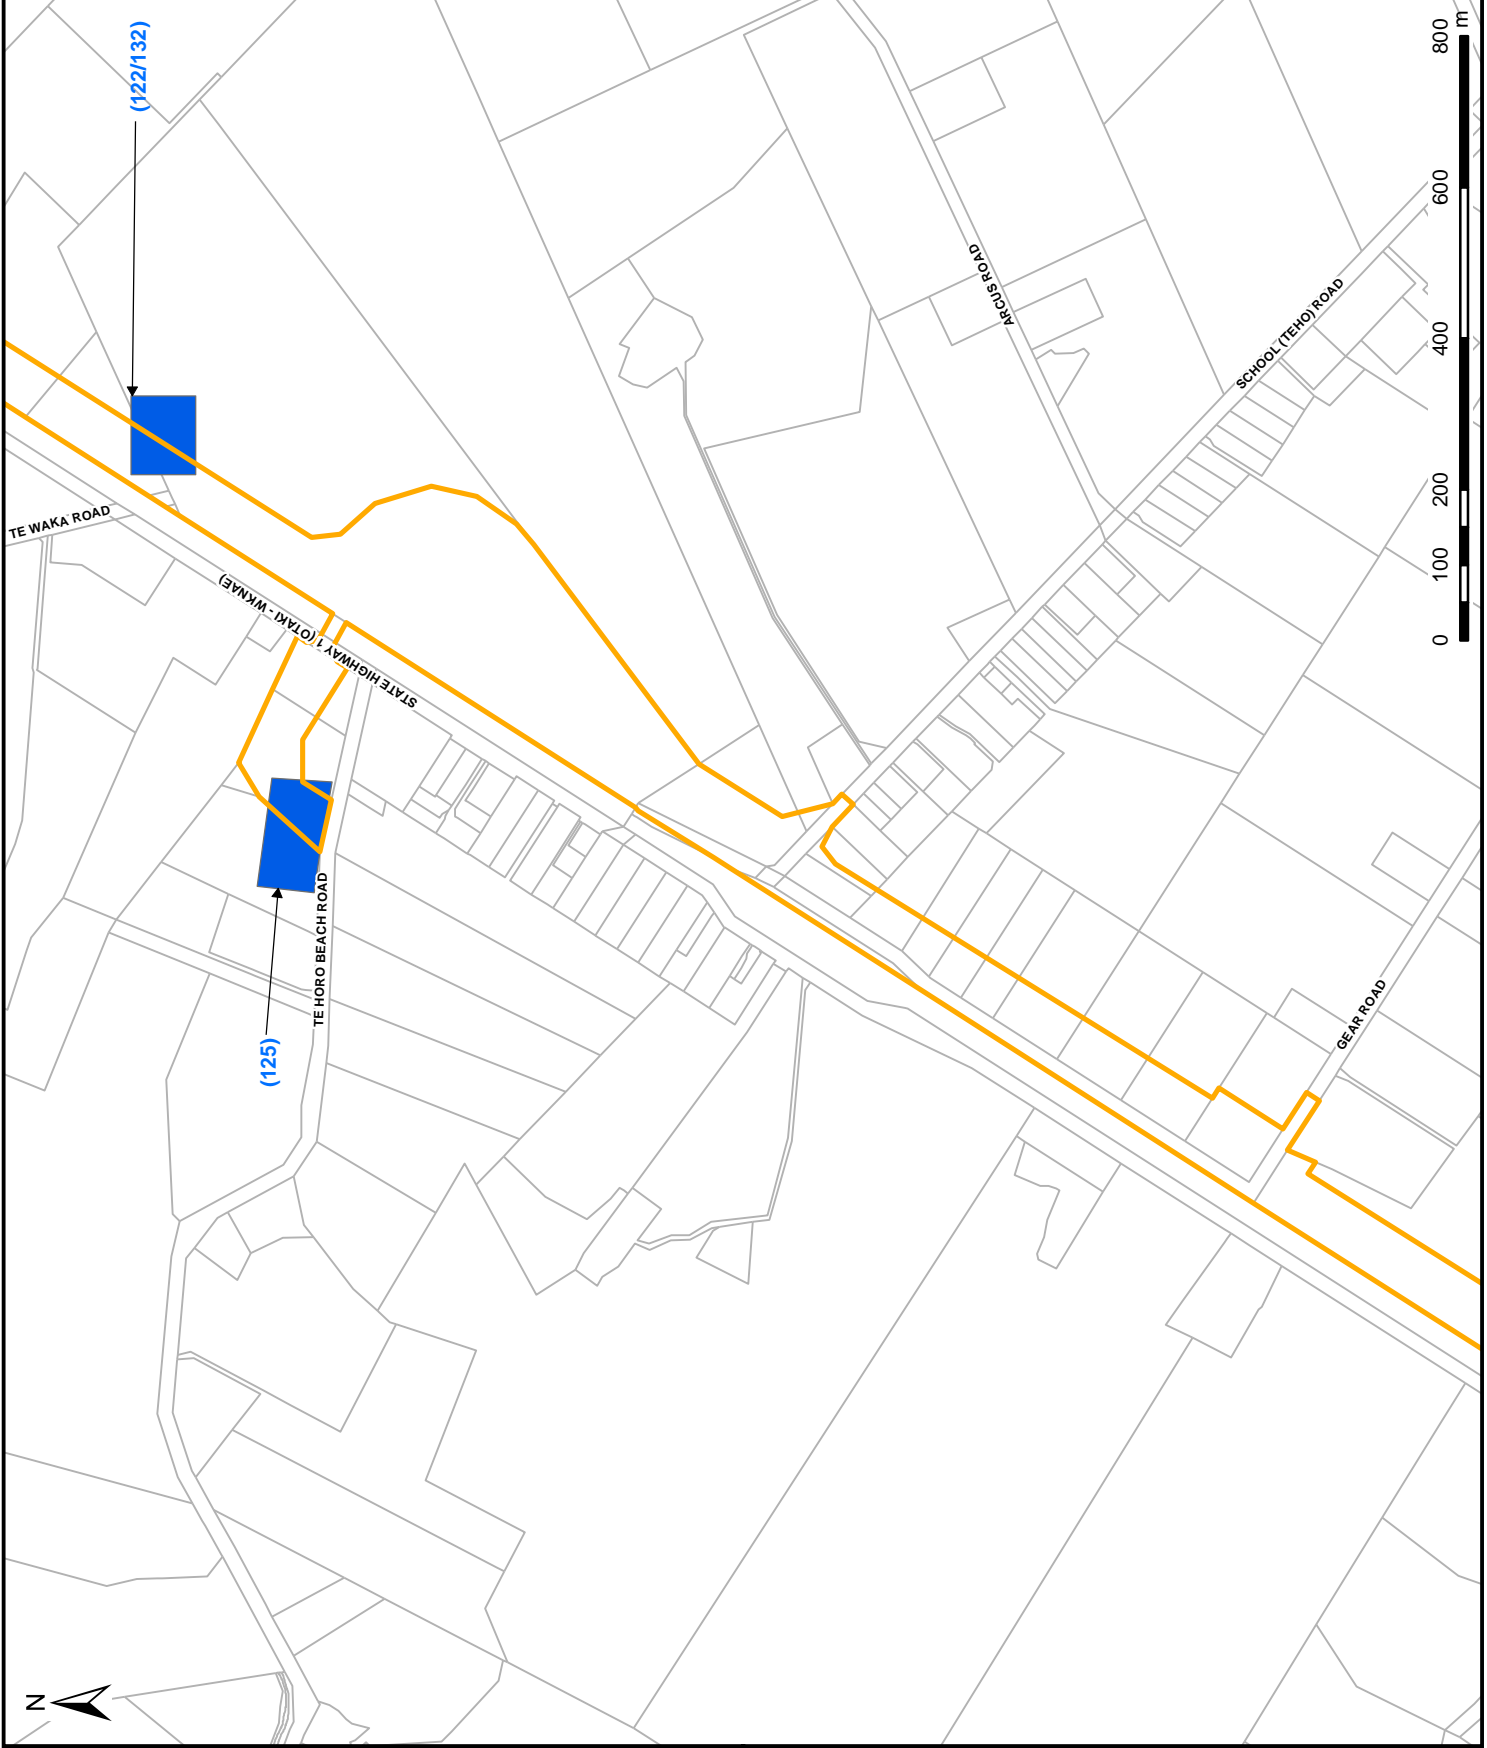 (122/132)
TE WAKA ROAD
STATE HIGHWAY 1 (OTAKI - WKNAE)
ARCUS ROAD
SCHOOL (TEHO) ROAD
TE HORO BEACH ROAD
(125)
GEAR ROAD
N
0 100 200 400 600 800
m